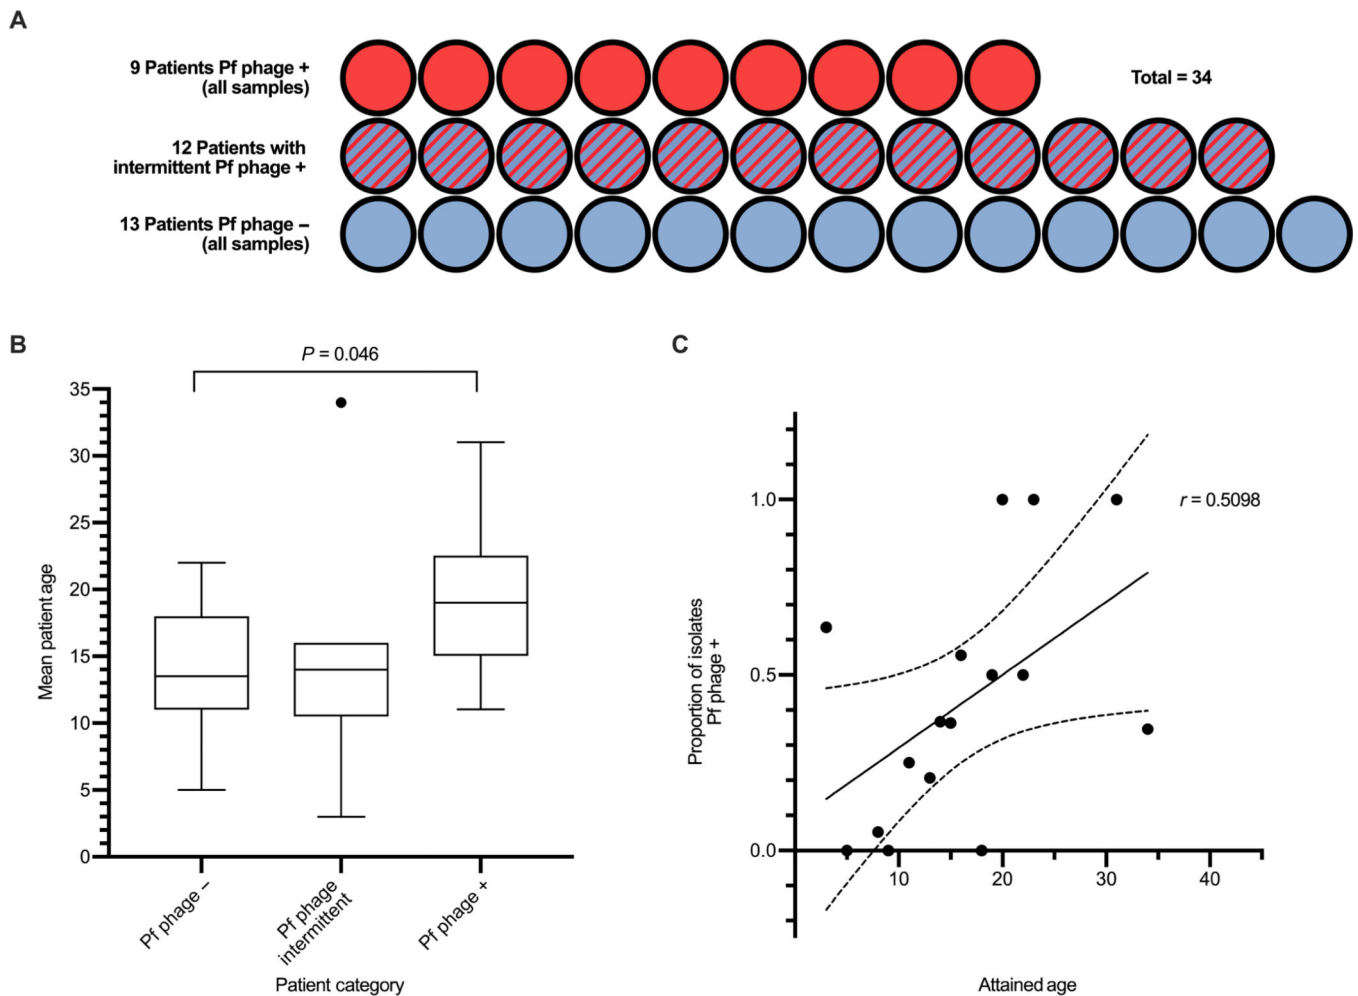 A
9 Patients Pf phage +
(all samples)
Total = 34
12 Patients with
intermittent Pf phage +
13 Patients Pf phage –
(all samples)
B
P = 0.046
35
30
25
20
15
10
5
0
Mean patient age
Pf phage –
Pf phage
intermittent
Pf phage +
Patient category
C
1.0
0.5
0.0
r = 0.5098
Proportion of isolates
Pf phage +
10
20
30
40
Attained age